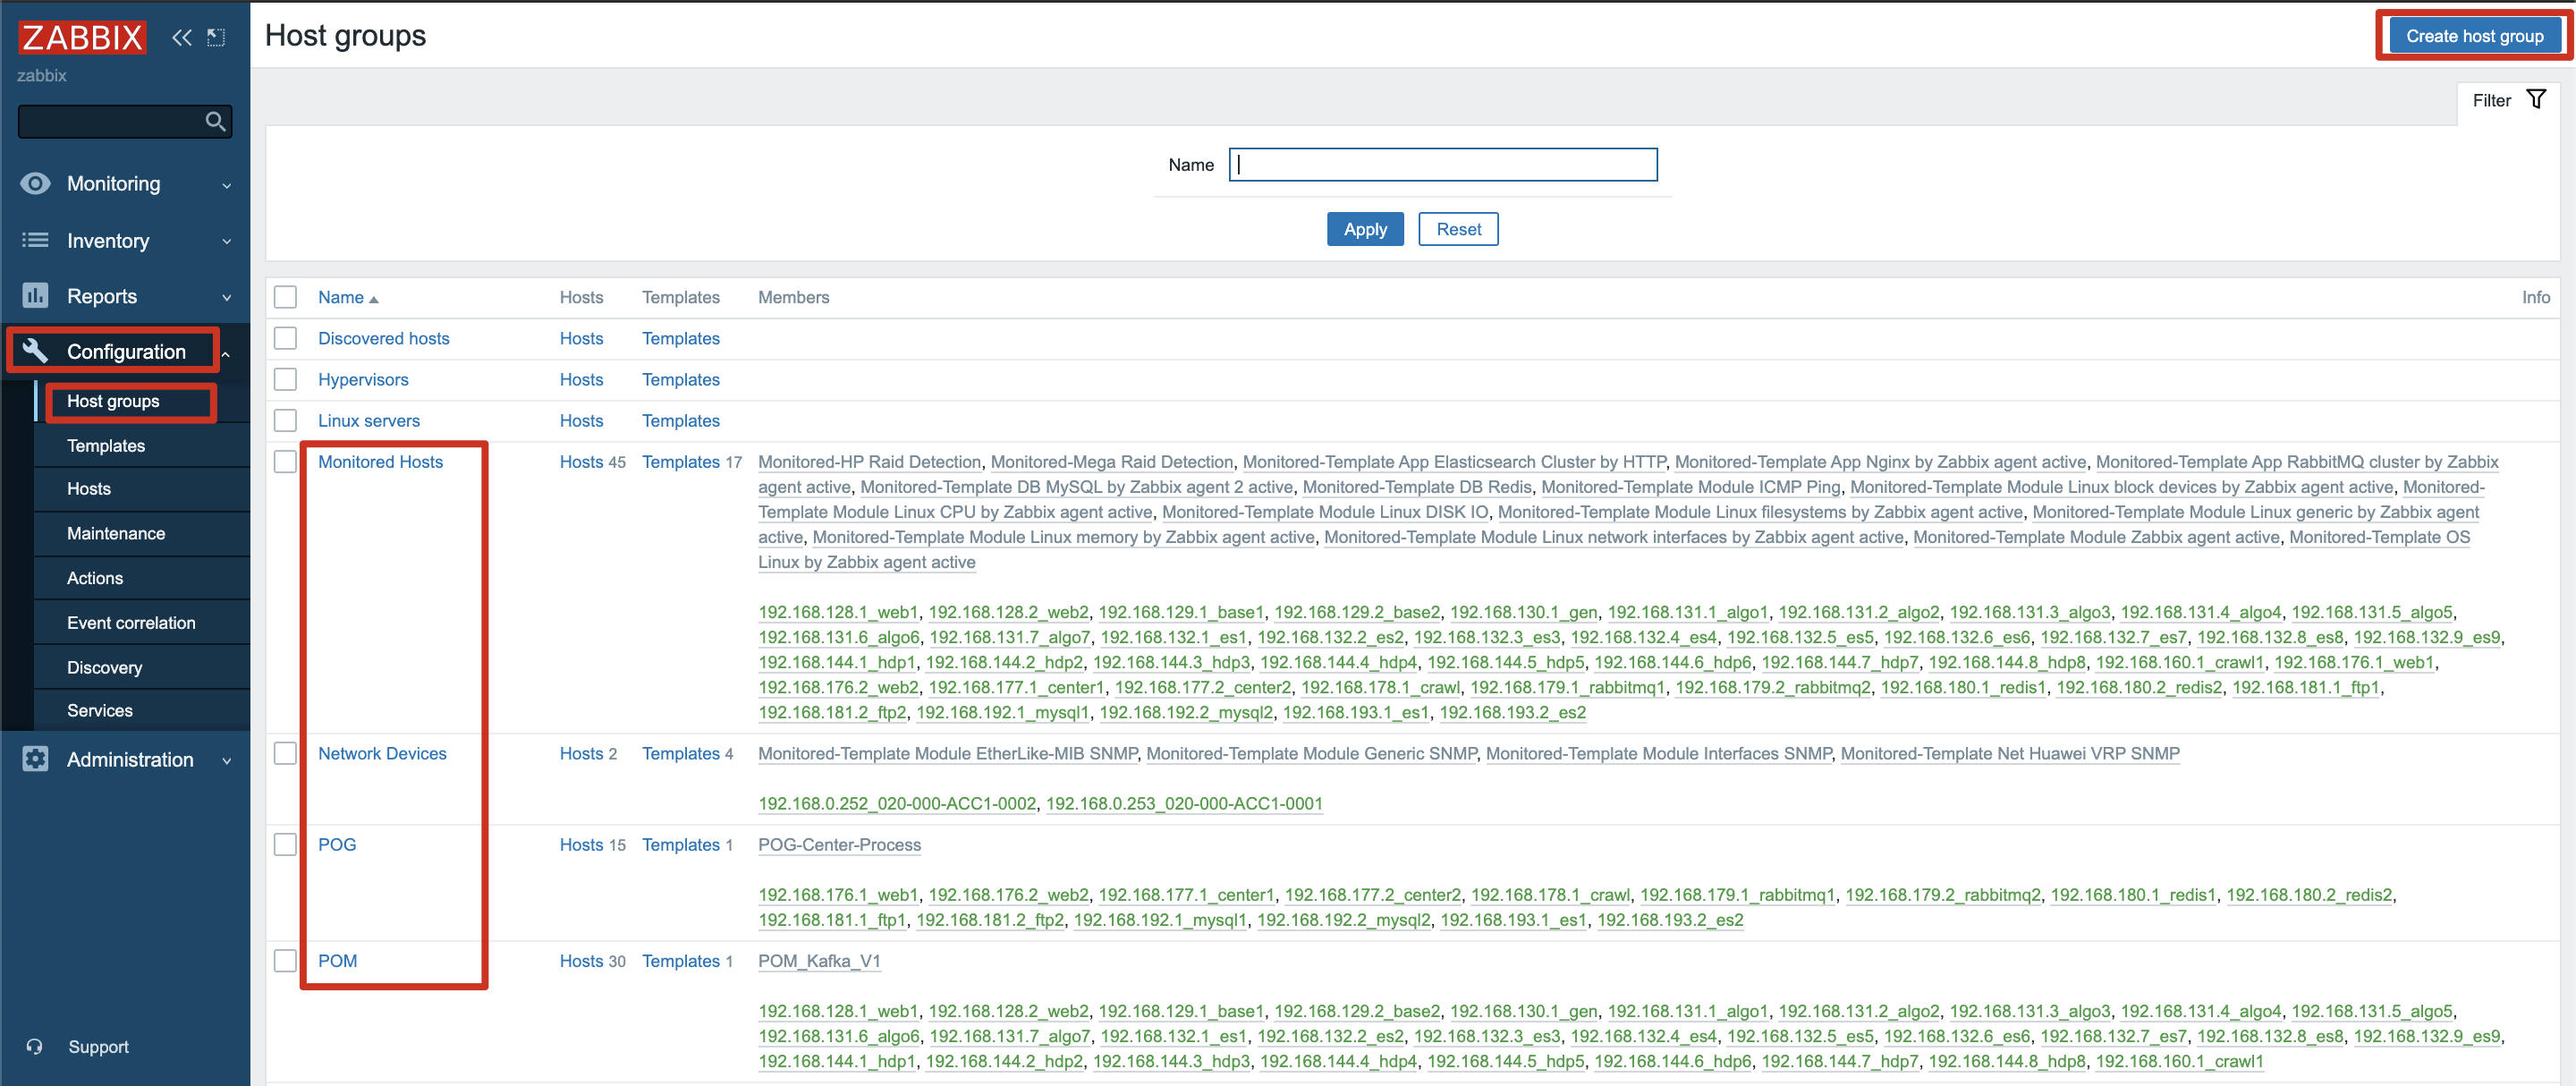 ZABBIX
zabbix
Monitoring
Inventory
Reports
Configuration
Host groups
Templates
Hosts
Maintenance
Actions
Event correlation
Discovery
Services
Administration
Support
Host groups
Create host group
Filter
Name
Apply Reset
Name Hosts Templates Members Info
Discovered hosts Hosts Templates
Hypervisors Hosts Templates
Linux servers Hosts Templates
Monitored Hosts Hosts 45 Templates 17 Monitored-HP Raid Detection, Monitored-Mega Raid Detection, Monitored-Template App Elasticsearch Cluster by HTTP, Monitored-Template App Nginx by Zabbix agent active, Monitored-Template App RabbitMQ cluster by Zabbix
agent active, Monitored-Template DB MySQL by Zabbix agent 2 active, Monitored-Template DB Redis, Monitored-Template Module ICMP Ping, Monitored-Template Module Linux block devices by Zabbix agent active, Monitored-
Template Module Linux CPU by Zabbix agent active, Monitored-Template Module Linux DISK IO, Monitored-Template Module Linux filesystems by Zabbix agent active, Monitored-Template Module Linux generic by Zabbix agent
active, Monitored-Template Module Linux memory by Zabbix agent active, Monitored-Template Module Linux network interfaces by Zabbix agent active, Monitored-Template Module Zabbix agent active, Monitored-Template OS
Linux by Zabbix agent active
192.168.128.1_web1, 192.168.128.2_web2, 192.168.129.1_base1, 192.168.129.2_base2, 192.168.130.1_gen, 192.168.131.1_algo1, 192.168.131.2_algo2, 192.168.131.3_algo3, 192.168.131.4_algo4, 192.168.131.5_algo5,
192.168.131.6_algo6, 192.168.131.7_algo7, 192.168.132.1_es1, 192.168.132.2_es2, 192.168.132.3_es3, 192.168.132.4_es4, 192.168.132.5_es5, 192.168.132.6_es6, 192.168.132.7_es7, 192.168.132.8_es8, 192.168.132.9_es9,
192.168.144.1_hdp1, 192.168.144.2_hdp2, 192.168.144.3_hdp3, 192.168.144.4_hdp4, 192.168.144.5_hdp5, 192.168.144.6_hdp6, 192.168.144.7_hdp7, 192.168.144.8_hdp8, 192.168.160.1_crawl1, 192.168.176.1_web1,
192.168.176.2_web2, 192.168.177.1_center1, 192.168.177.2_center2, 192.168.178.1_crawl, 192.168.179.1_rabbitmq1, 192.168.179.2_rabbitmq2, 192.168.180.1_redis1, 192.168.180.2_redis2, 192.168.181.1_ftp1,
192.168.181.2_ftp2, 192.168.192.1_mysql1, 192.168.192.2_mysql2, 192.168.193.1_es1, 192.168.193.2_es2
Network Devices Hosts 2 Templates 4 Monitored-Template Module EtherLike-MIB SNMP, Monitored-Template Module Generic SNMP, Monitored-Template Module Interfaces SNMP, Monitored-Template Net Huawei VRP SNMP
192.168.0.252_020-000-ACC1-0002, 192.168.0.253_020-000-ACC1-0001
POG Hosts 15 Templates 1 POG-Center-Process
192.168.176.1_web1, 192.168.176.2_web2, 192.168.177.1_center1, 192.168.177.2_center2, 192.168.178.1_crawl, 192.168.179.1_rabbitmq1, 192.168.179.2_rabbitmq2, 192.168.180.1_redis1, 192.168.180.2_redis2,
192.168.181.1_ftp1, 192.168.181.2_ftp2, 192.168.192.1_mysql1, 192.168.192.2_mysql2, 192.168.193.1_es1, 192.168.193.2_es2
POM Hosts 30 Templates 1 POM_Kafka_V1
192.168.128.1_web1, 192.168.128.2_web2, 192.168.129.1_base1, 192.168.129.2_base2, 192.168.130.1_gen, 192.168.131.1_algo1, 192.168.131.2_algo2, 192.168.131.3_algo3, 192.168.131.4_algo4, 192.168.131.5_algo5,
192.168.131.6_algo6, 192.168.131.7_algo7, 192.168.132.1_es1, 192.168.132.2_es2, 192.168.132.3_es3, 192.168.132.4_es4, 192.168.132.5_es5, 192.168.132.6_es6, 192.168.132.7_es7, 192.168.132.8_es8, 192.168.132.9_es9,
192.168.144.1_hdp1, 192.168.144.2_hdp2, 192.168.144.3_hdp3, 192.168.144.4_hdp4, 192.168.144.5_hdp5, 192.168.144.6_hdp6, 192.168.144.7_hdp7, 192.168.144.8_hdp8, 192.168.160.1_crawl1